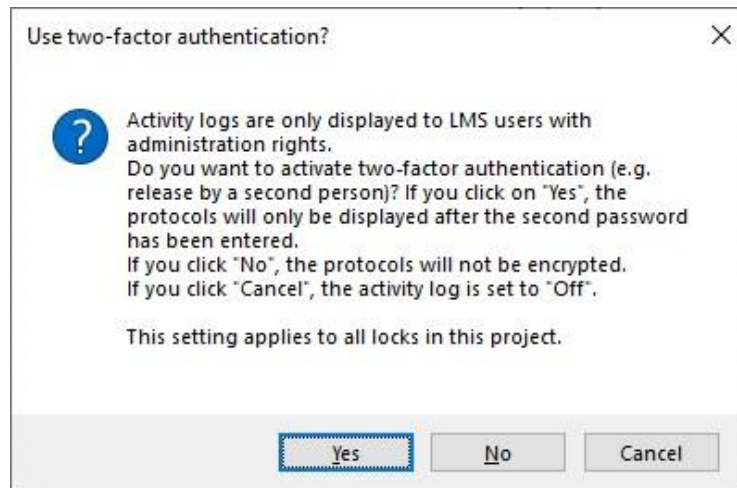 Use two-factor authentication?
Activity logs are only displayed to LMS users with
administration rights.
Do you want to activate two-factor authentication (e.g.
release by a second person)? If you click on "Yes", the
protocols will only be displayed after the second password
has been entered.
If you click "No", the protocols will not be encrypted.
If you click "Cancel", the activity log is set to "Off".
This setting applies to all locks in this project.
Yes No Cancel